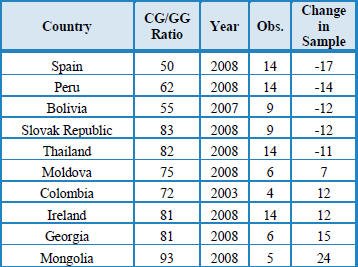 Country CG/GG Ratio Year Obs. Change in Sample
Spain 50 2008 14 -17
Peru 62 2008 14 -14
Bolivia 55 2007 9 -12
Slovak Republic 83 2008 9 -12
Thailand 82 2008 14 -11
Moldova 75 2008 6 7
Colombia 72 2003 4 12
Ireland 81 2008 14 12
Georgia 81 2008 6 15
Mongolia 93 2008 5 24